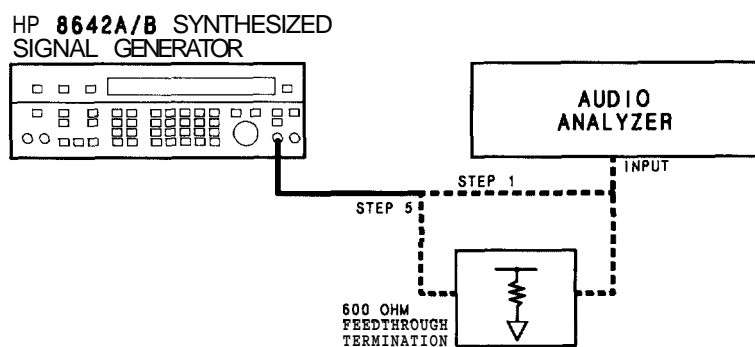 HP 8642A/B SYNTHESIZED
SIGNAL GENERATOR
AUDIO
ANALYZER
INPUT
STEP 1
STEP 5
600 OHM
FEEDTHROUGH
TERMINATION